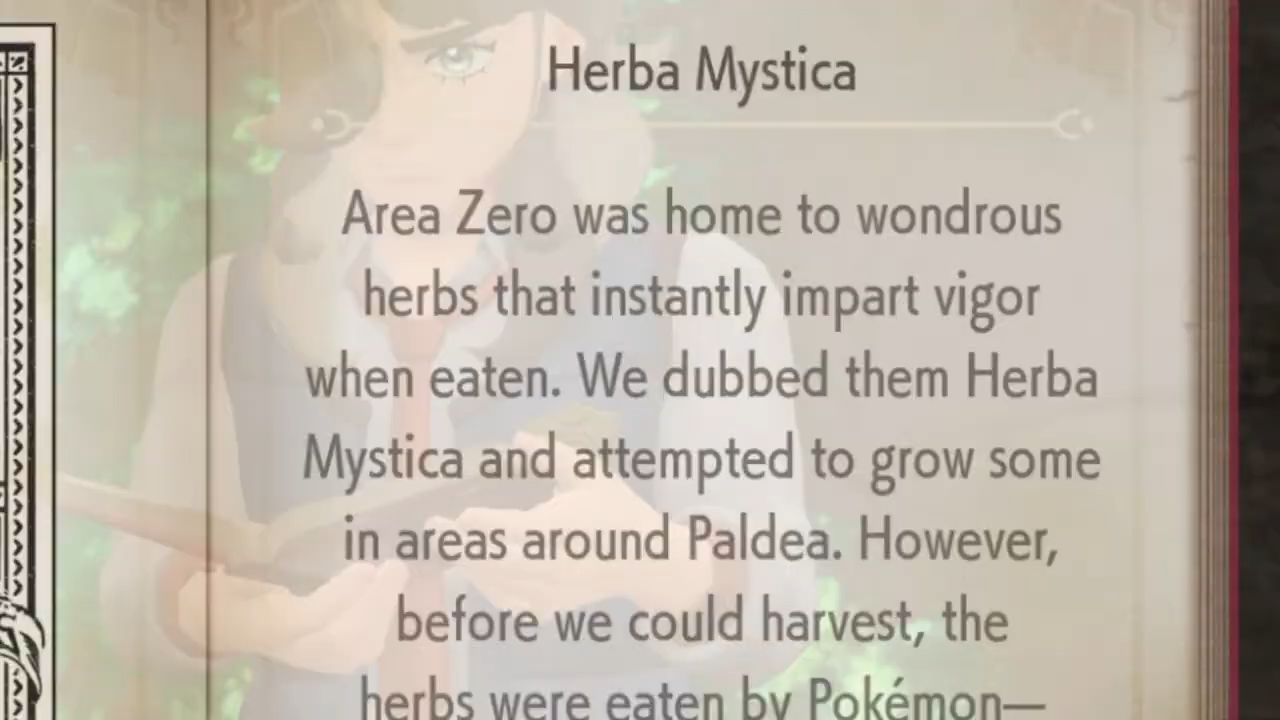 Herba Mystica
Area Zero was home to wondrous
herbs that instantly impart vigor
when eaten. We dubbed them Herba
Mystica and attempted to grow some
in areas around Paldea. However,
before we could harvest, the
herbs were eaten by Pokémon—